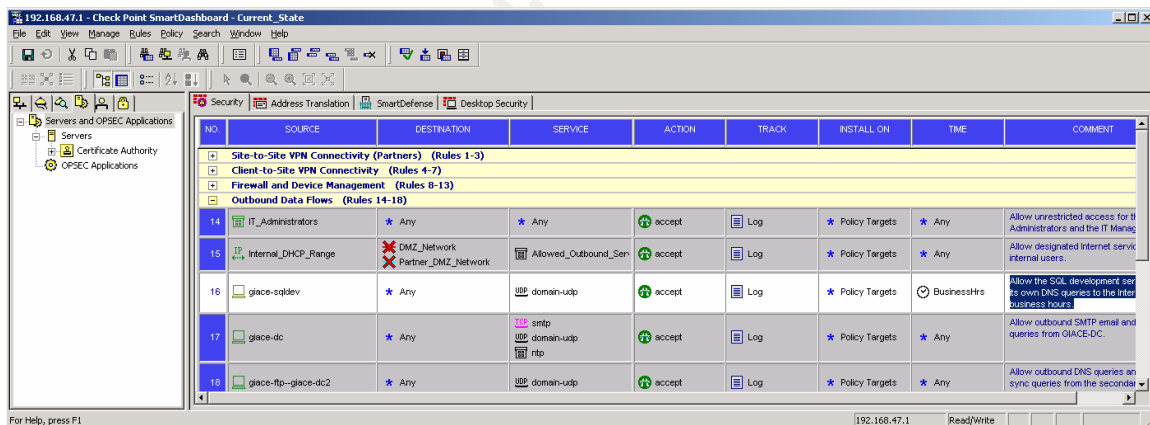 192.168.47.1 - Check Point SmartDashboard - Current_State
File Edit View Manage Rules Policy Search Window Help
Security Address Translation SmartDefense Desktop Security
Servers and OPSEC Applications
Servers
Certificate Authority
OPSEC Applications
NO. SOURCE DESTINATION SERVICE ACTION TRACK INSTALL ON TIME COMMENT
Site-to-Site VPN Connectivity (Partners) (Rules 1-3)
Client-to-Site VPN Connectivity (Rules 4-7)
Firewall and Device Management (Rules 8-13)
Outbound Data Flows (Rules 14-18)
14 IT_Administrators * Any * Any accept Log * Policy Targets * Any
Allow unrestricted access for
Administrators and the IT
15 Internal_DHCP_Range DMZ_Network
Partner_DMZ_Network
Allowed_Outbound_Ser accept Log * Policy Targets * Any
Allow designated Internet
internal users.
16 giace-sqldev * Any UDP domain-udp accept Log * Policy Targets BusinessHrs
Allow the SQL development
its own DNS queries to the
business hours.
17 giace-dc * Any TCP smtp
UDP domain-udp
ntp
accept Log * Policy Targets * Any
Allow outbound SMTP email and
queries from GIACE-DC.
18 giace-ftp--giace-dc2 * Any UDP domain-udp accept Log * Policy Targets * Any
Allow outbound DNS queries
sync queries from the
For Help, press F1
192.168.47.1 Read/Write